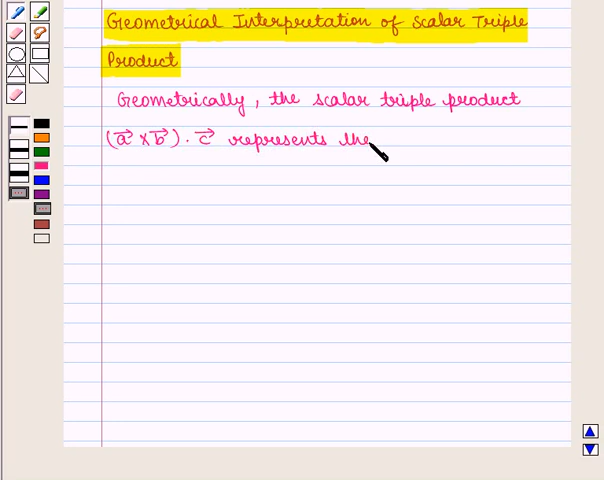 Geometrical Interpretation of Scalar Triple
Product
Geometrically, the scalar triple product
(a⃗ × b⃗). c⃗ represents the